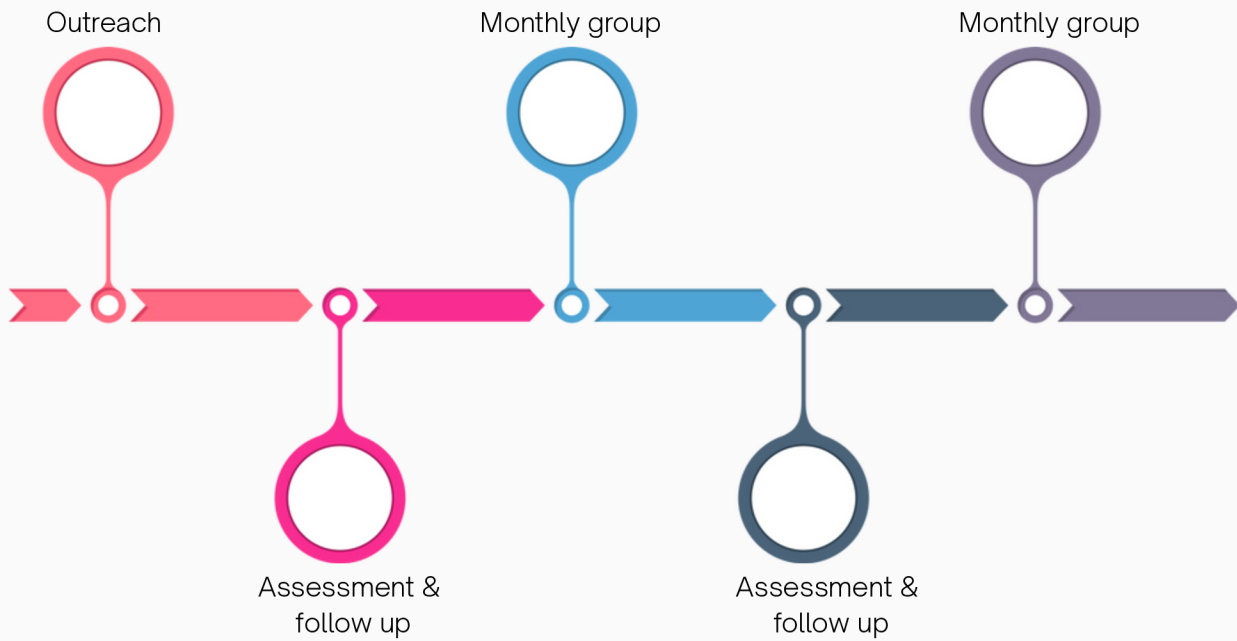 Outreach
Monthly group
Monthly group
Assessment &
follow up
Assessment &
follow up